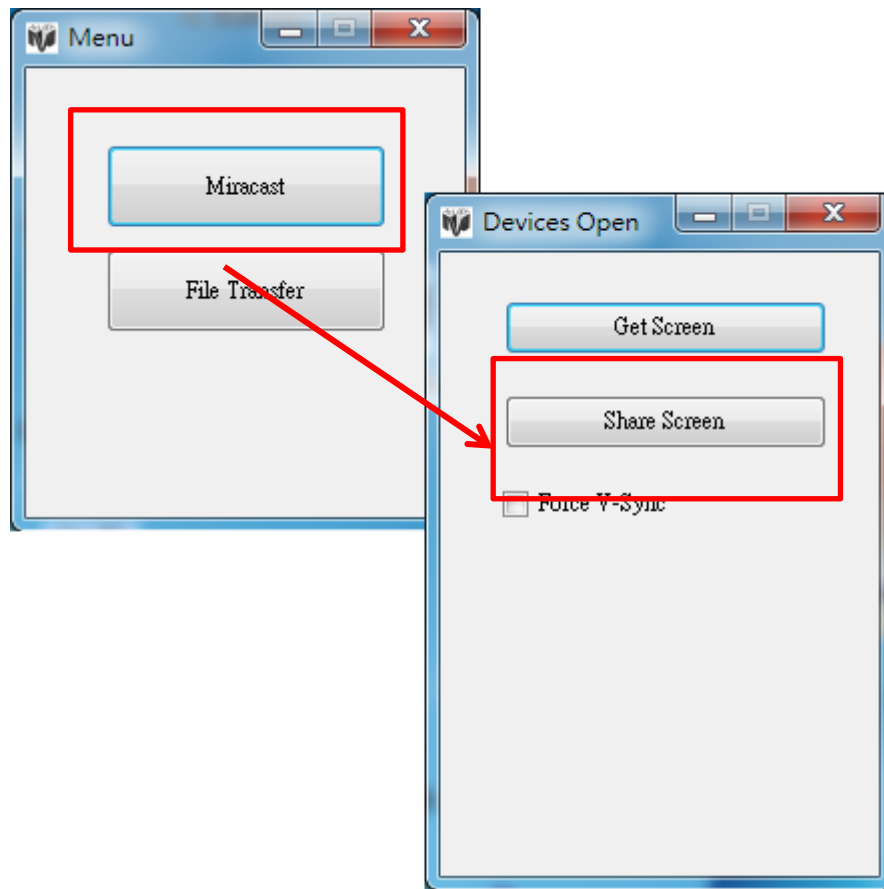 Menu
Miracast
File Transfer
Devices Open
Get Screen
Share Screen
Force V-Sync